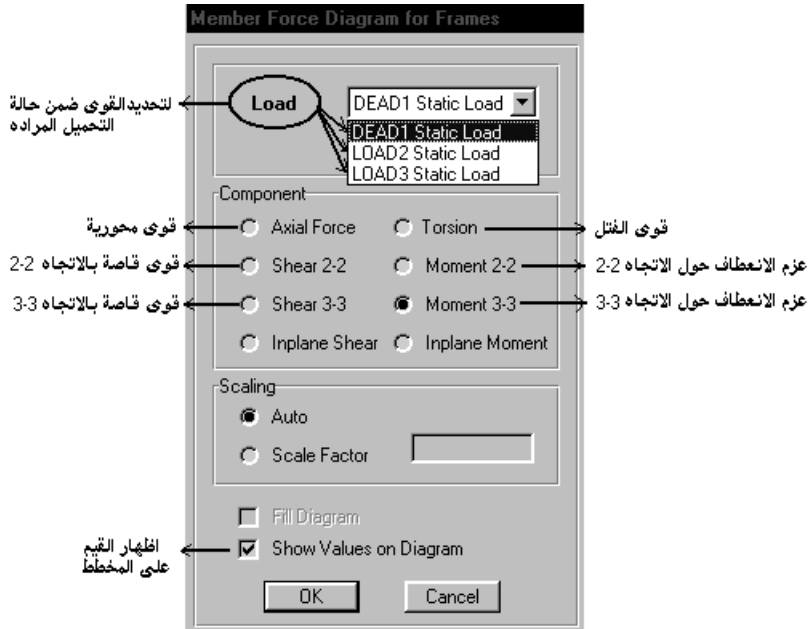 Member Force Diagram for Frames
Load
DEAD1 Static Load
DEAD1 Static Load
LOAD2 Static Load
LOAD3 Static Load
لتحديدالقوى ضمن حالة
التحميل المراده
Component
قوى محورية
Axial Force
Torsion
قوى الفتل
قوى قاصة بالاتجاه 2-2
Shear 2-2
Moment 2-2
عزم الانعطاف حول الاتجاه 2-2
قوى قاصة بالاتجاه 3-3
Shear 3-3
Moment 3-3
عزم الانعطاف حول الاتجاه 3-3
Inplane Shear
Inplane Moment
Scaling
Auto
Scale Factor
Fill Diagram
اظهار القيم
على المخطط
Show Values on Diagram
OK
Cancel